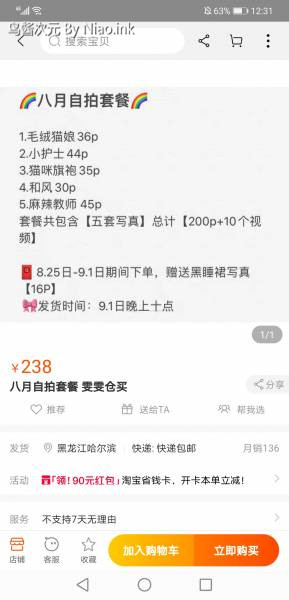 4G 63% 12:31
鸟酱次元 By Niao.ink
搜索宝贝
🌈八月自拍套餐🌈
1.毛绒猫娘 36p
2.小护士 44p
3.猫咪旗袍 35p
4.和风 30p
5.麻辣教师 45p
套餐共包含【五套写真】总计【200p+10个视
频】
🧧 8.25日-9.1日期间下单，赠送黑睡裙写真
【16P】
🎀发货时间：9.1日晚上十点
1/1
¥238
八月自拍套餐 雯雯仓买
分享
推荐 送给TA 帮我选
发货 黑龙江哈尔滨 快递: 快递包邮 月销136
活动 「领!90元红包」淘宝省钱卡，开卡本单立减!
服务 不支持7天无理由
店铺 客服 收藏 加入购物车 立即购买